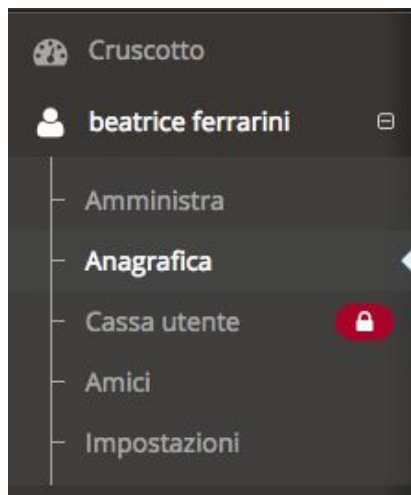 Cruscotto
beatrice ferrarini
Amministra
Anagrafica
Cassa utente
Amici
Impostazioni